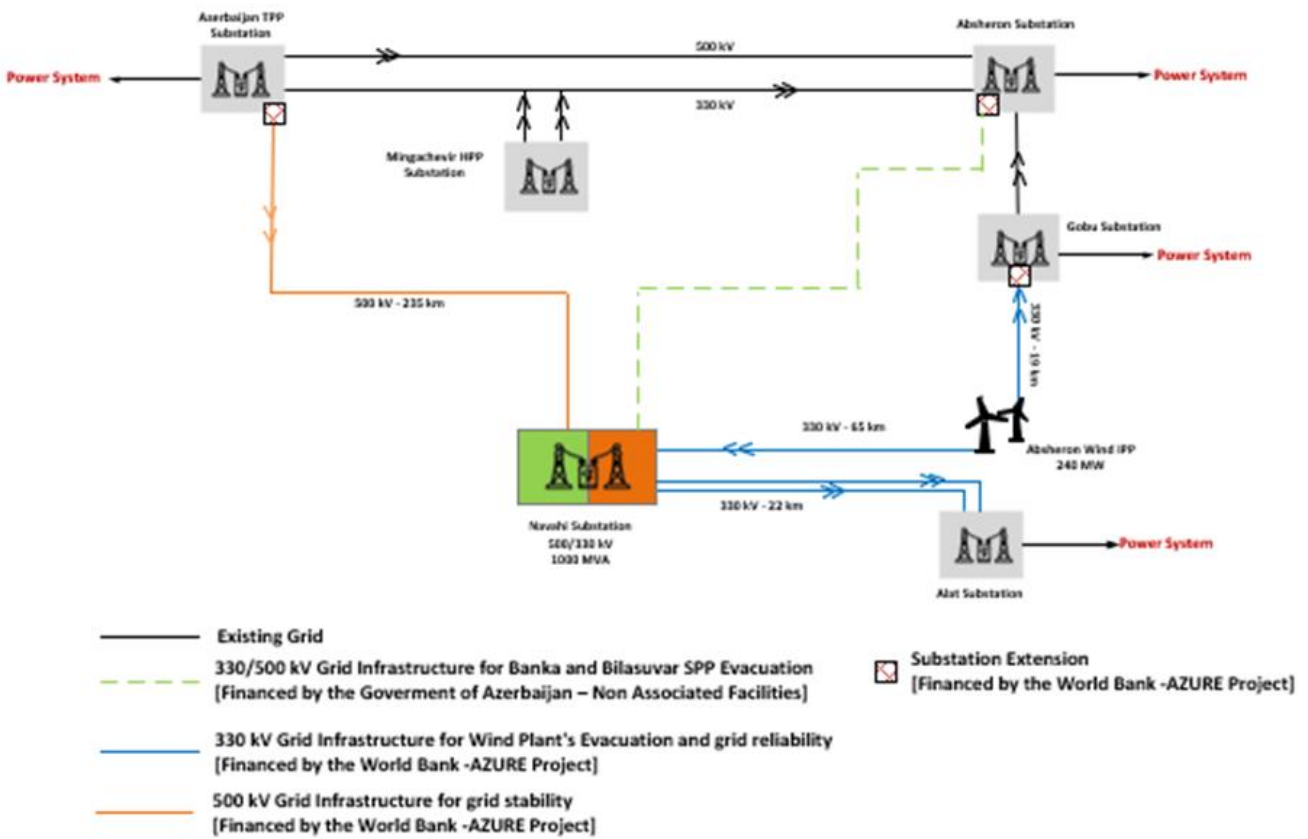 Azerbaijan TPP
Substation
Absheron Substation
500 kV
Power System
Power System
330 kV
Mingachevir HPP
Substation
Gobu Substation
Power System
500 kV - 235 km
330 kV - 19 km
330 kV - 65 km
Absheron Wind IPP
240 MW
330 kV - 22 km
Navahi Substation
500/330 kV
1000 MVA
Power System
Alat Substation
Existing Grid
330/500 kV Grid Infrastructure for Banka and Bilasuvar SPP Evacuation
[Financed by the Goverment of Azerbaijan – Non Associated Facilities]
Substation Extension
[Financed by the World Bank -AZURE Project]
330 kV Grid Infrastructure for Wind Plant's Evacuation and grid reliability
[Financed by the World Bank -AZURE Project]
500 kV Grid Infrastructure for grid stability
[Financed by the World Bank -AZURE Project]